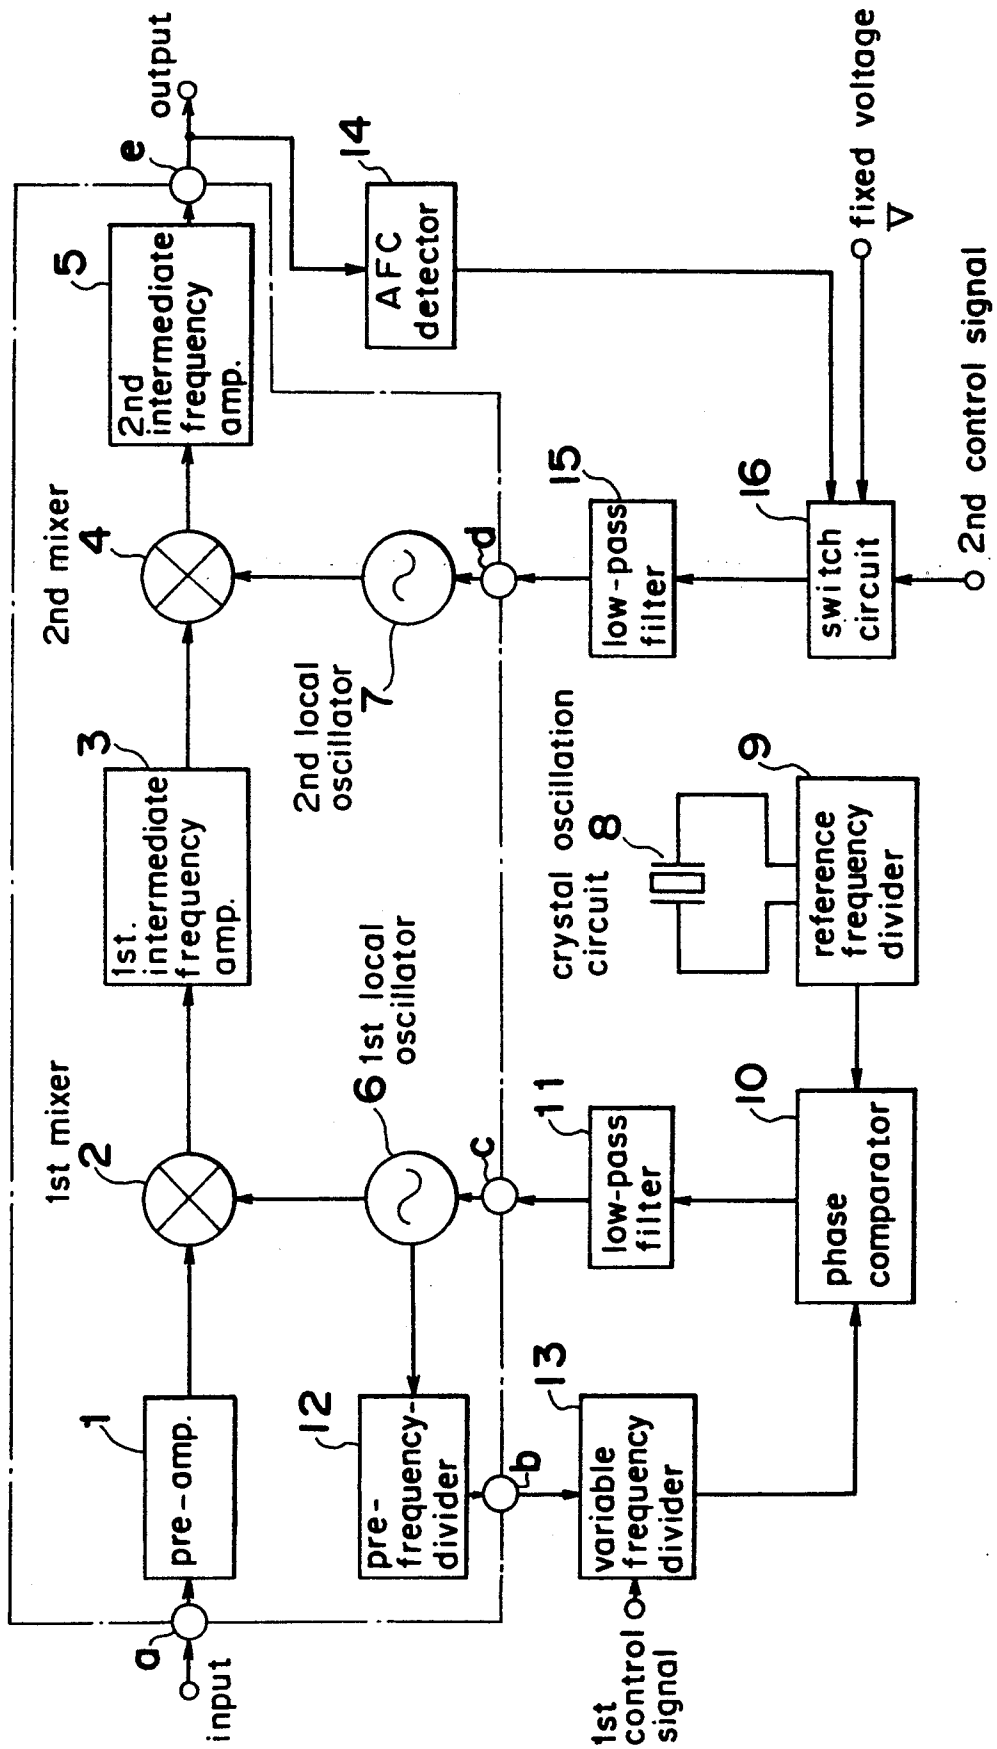 input
a
1
pre-amp.
1st mixer
2
3
1st.
intermediate
frequency
amp.
2nd mixer
4
5
2nd
intermediate
frequency
amp.
e
output
12
pre-
frequency-
divider
6
1st local
oscillator
2nd local
oscillator
7
14
AFC
detector
b
c
d
1st
control
signal
13
variable
frequency
divider
11
low-pass
filter
crystal oscillation
circuit
8
15
low-pass
filter
10
phase
comparator
9
reference
frequency
divider
16
switch
circuit
fixed voltage
V
2nd control signal